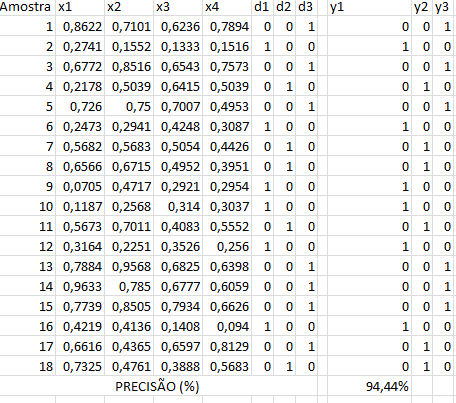 Amostra x1 x2 x3 x4 d1 d2 d3 y1 y2 y3
1 0,8622 0,7101 0,6236 0,7894 0 0 1 0 0 1
2 0,2741 0,1552 0,1333 0,1516 1 0 0 1 0 0
3 0,6772 0,8516 0,6543 0,7573 0 0 1 0 0 1
4 0,2178 0,5039 0,6415 0,5039 0 1 0 0 1 0
5 0,726 0,75 0,7007 0,4953 0 0 1 0 0 1
6 0,2473 0,2941 0,4248 0,3087 1 0 0 1 0 0
7 0,5682 0,5683 0,5054 0,4426 0 1 0 0 1 0
8 0,6566 0,6715 0,4952 0,3951 0 1 0 0 1 0
9 0,0705 0,4717 0,2921 0,2954 1 0 0 1 0 0
10 0,1187 0,2568 0,314 0,3037 1 0 0 1 0 0
11 0,5673 0,7011 0,4083 0,5552 0 1 0 0 1 0
12 0,3164 0,2251 0,3526 0,256 1 0 0 1 0 0
13 0,7884 0,9568 0,6825 0,6398 0 0 1 0 0 1
14 0,9633 0,785 0,6777 0,6059 0 0 1 0 0 1
15 0,7739 0,8505 0,7934 0,6626 0 0 1 0 0 1
16 0,4219 0,4136 0,1408 0,094 1 0 0 1 0 0
17 0,6616 0,4365 0,6597 0,8129 0 0 1 0 1 0
18 0,7325 0,4761 0,3888 0,5683 0 1 0 0 1 0
PRECISÃO (%) 94,44%